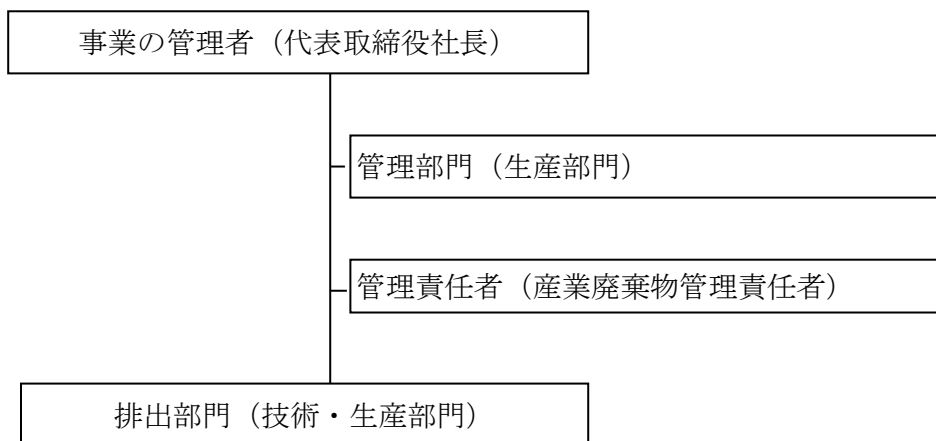 事業の管理者（代表取締役社長）
管理部門（生産部門）
管理責任者（産業廃棄物管理責任者）
排出部門（技術・生産部門）